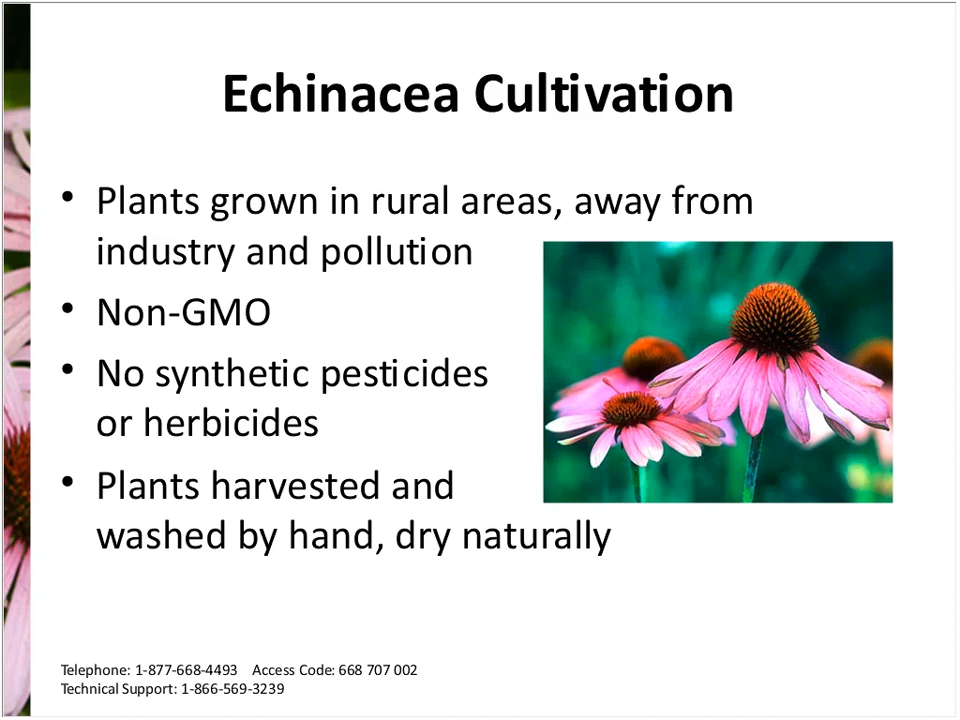 Echinacea Cultivation
• Plants grown in rural areas, away from
industry and pollution
• Non-GMO
• No synthetic pesticides
or herbicides
• Plants harvested and
washed by hand, dry naturally
Telephone: 1-877-668-4493 Access Code: 668 707 002
Technical Support: 1-866-569-3239